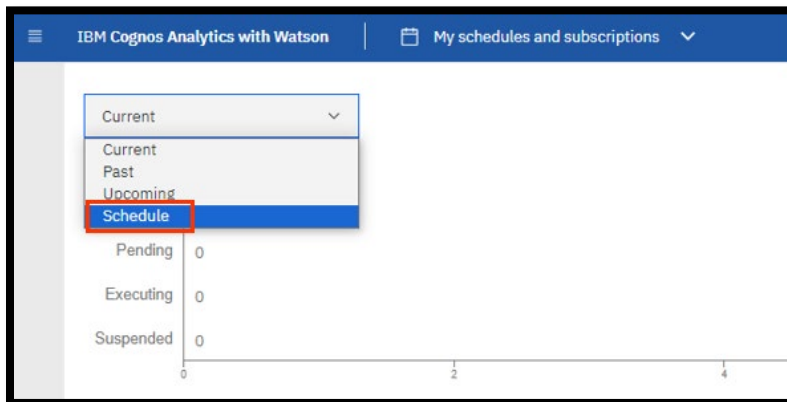 IBM Cognos Analytics with Watson My schedules and subscriptions
Current
Current
Past
Upcoming
Schedule
Pending 0
Executing 0
Suspended 0
0 2 4